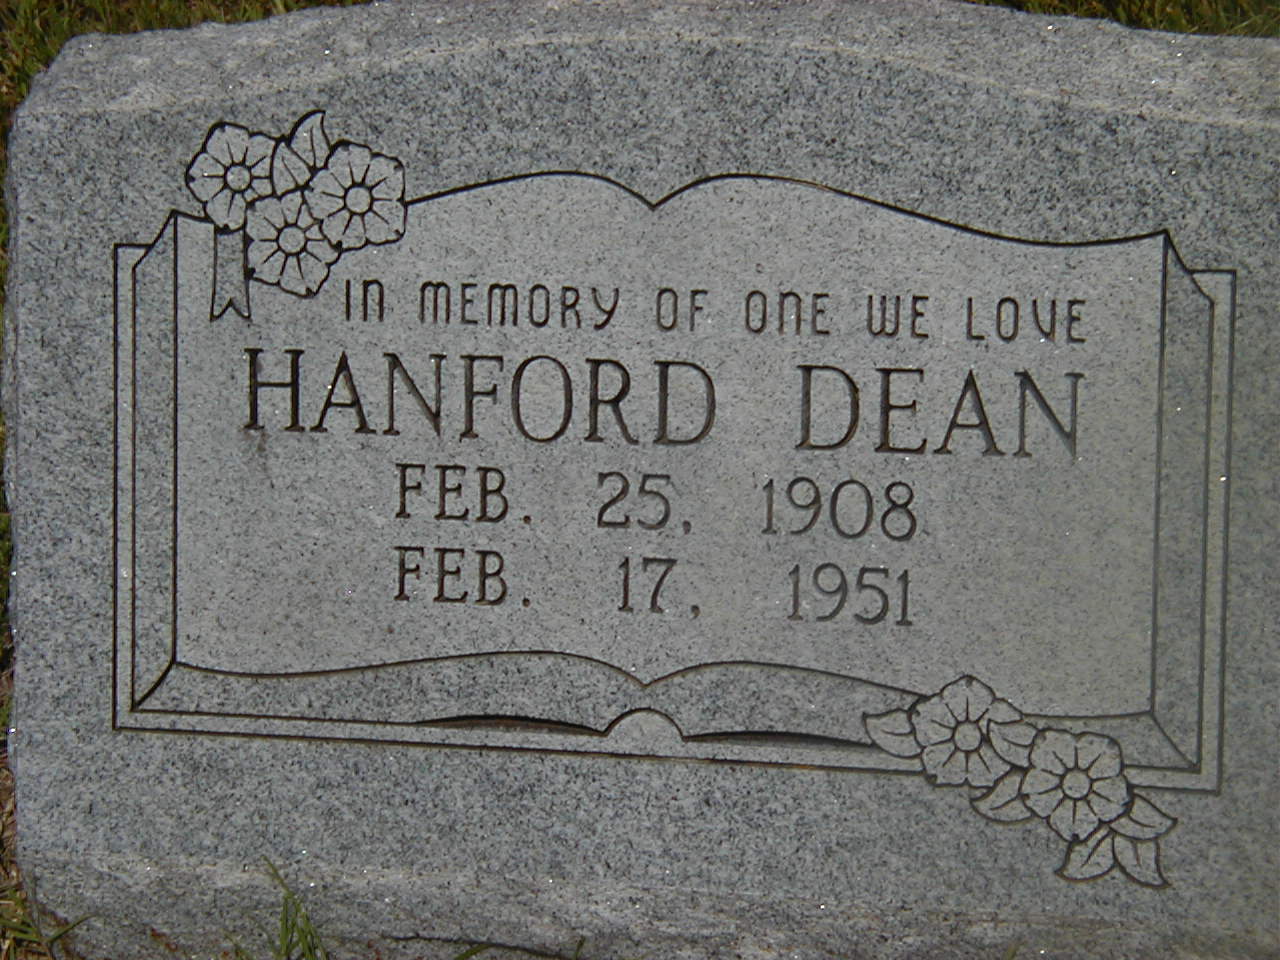 IN MEMORY OF ONE WE LOVE
HANFORD DEAN
FEB. 25, 1908
FEB. 17, 1951